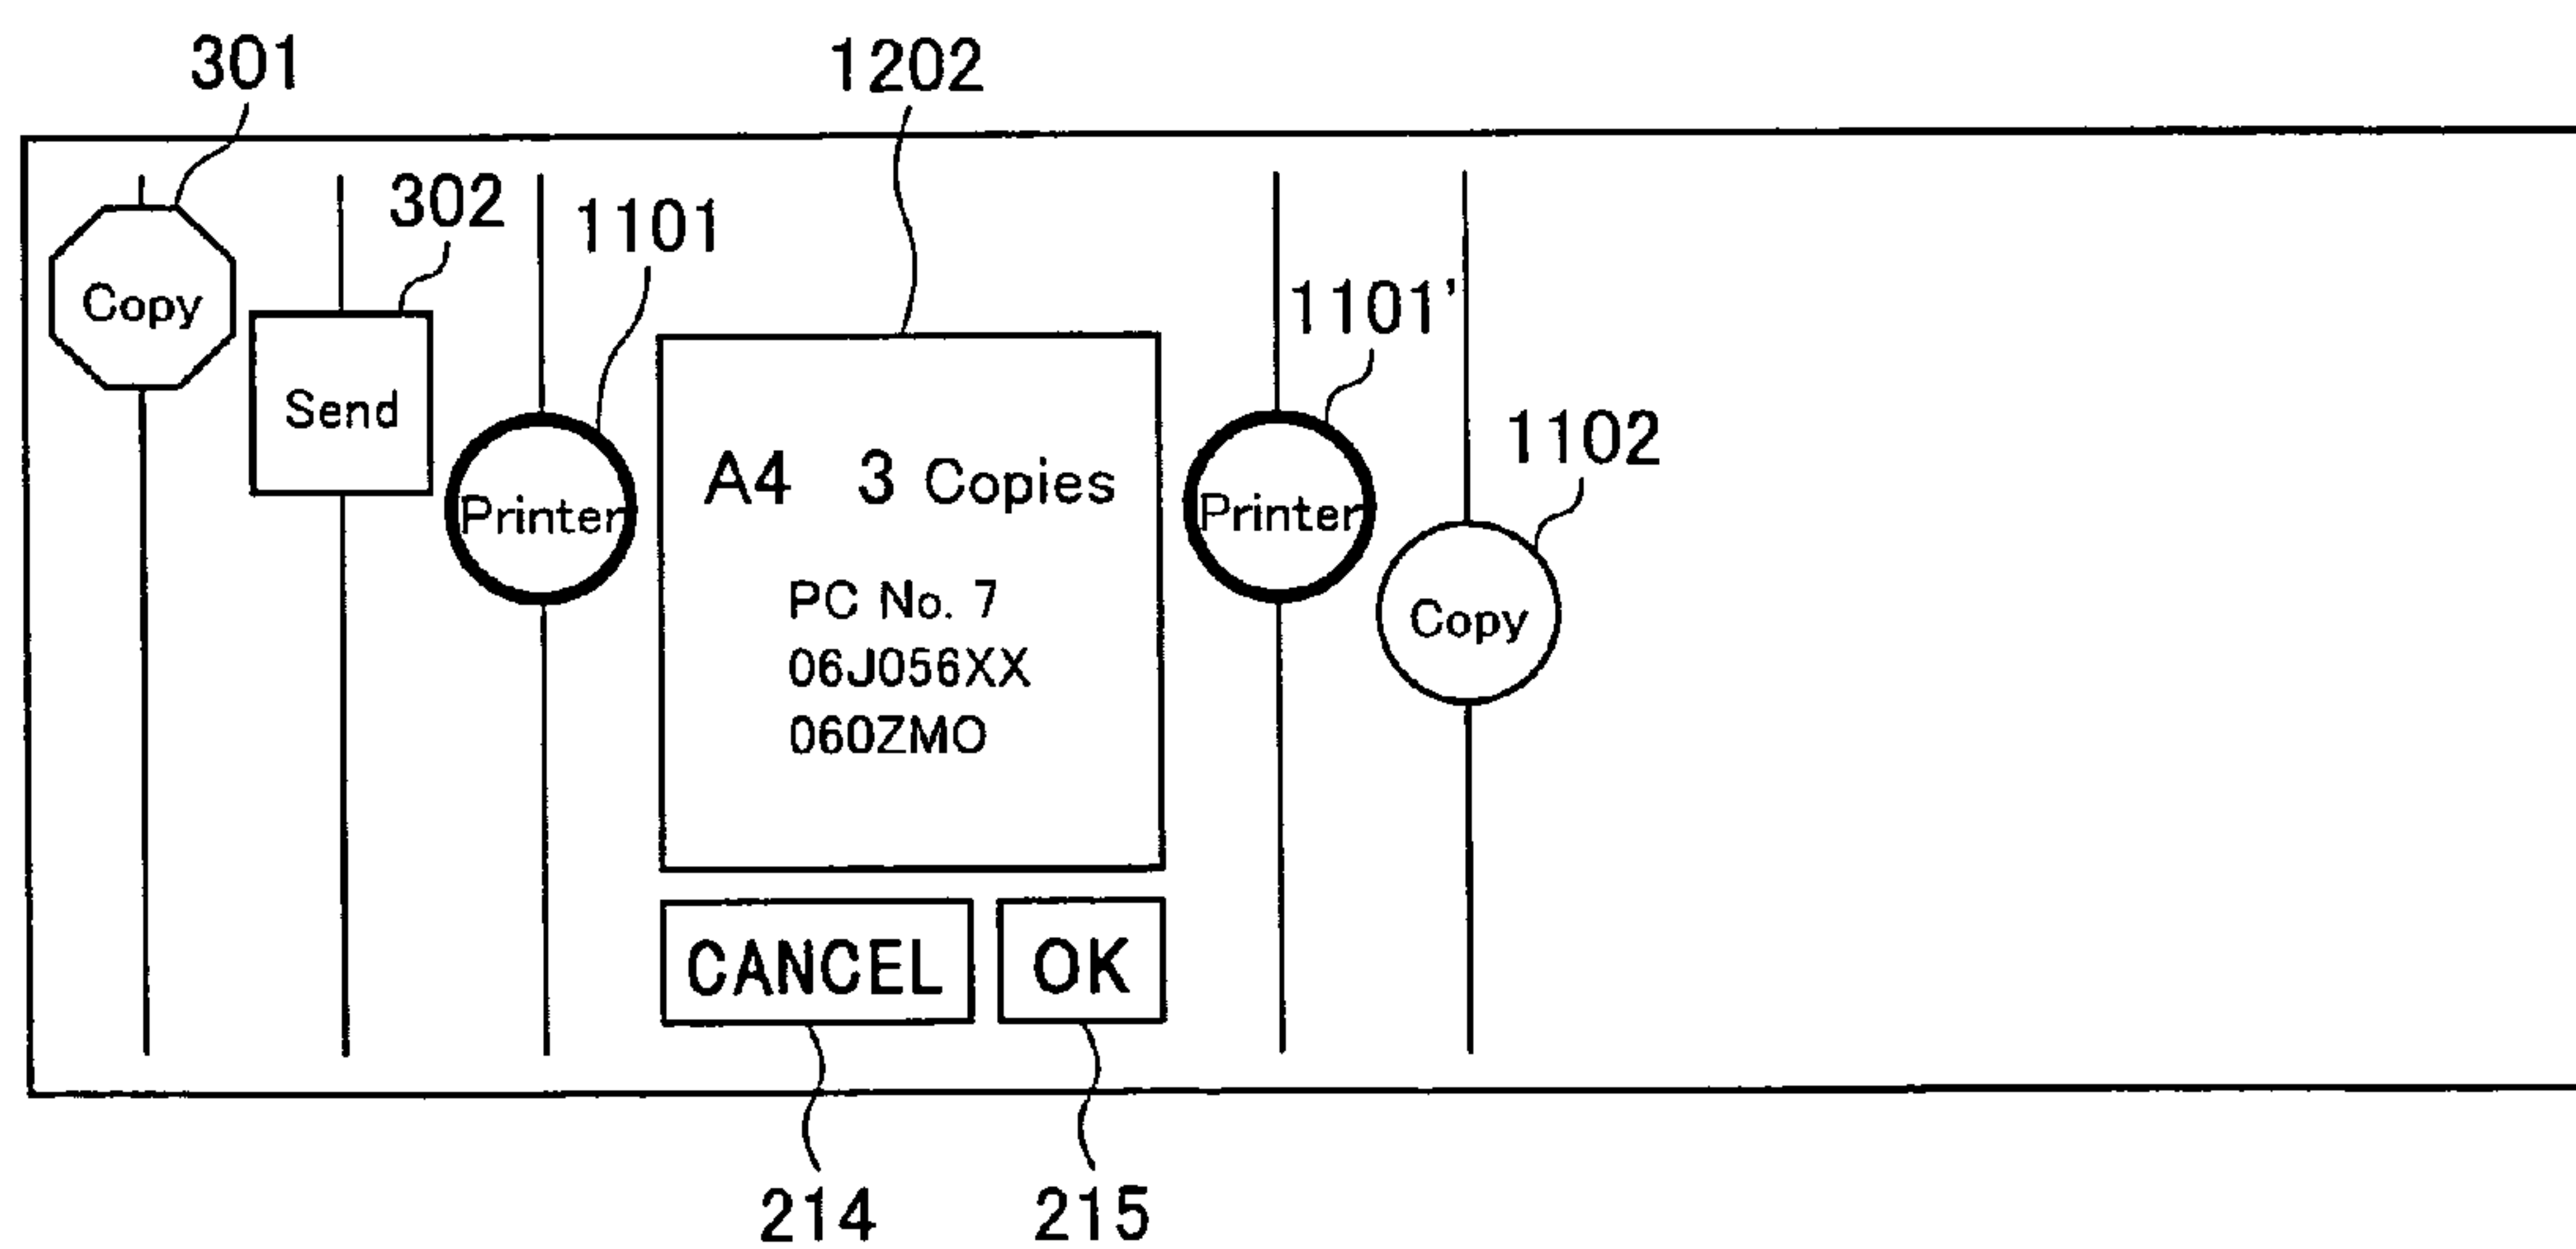 301
1202
302
1101
1101'
1102
Copy
Send
Printer
A4 3 Copies
PC No. 7
06J056XX
060ZMO
Printer
Copy
CANCEL
OK
214
215